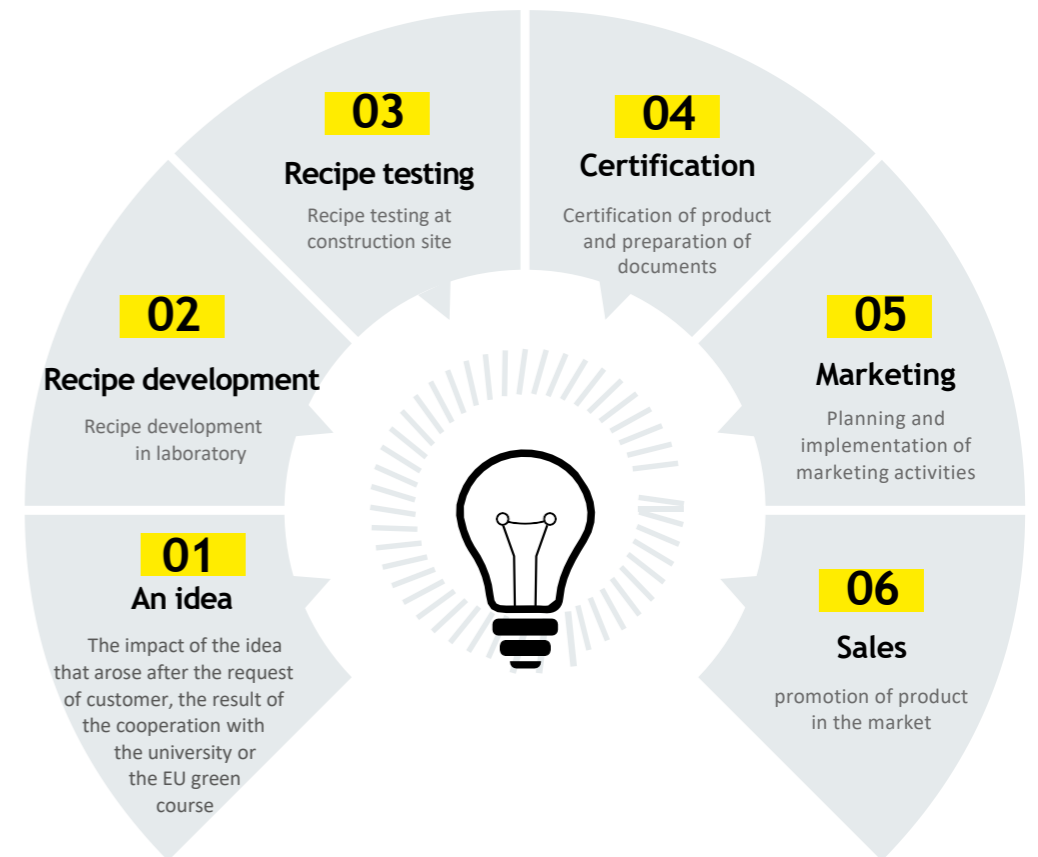 01
An idea
The impact of the idea
that arose after the request
of customer, the result of
the cooperation with
the university or
the EU green
course
02
Recipe development
Recipe development
in laboratory
03
Recipe testing
Recipe testing at
construction site
04
Certification
Certification of product
and preparation of
documents
05
Marketing
Planning and
implementation of
marketing activities
06
Sales
promotion of product
in the market